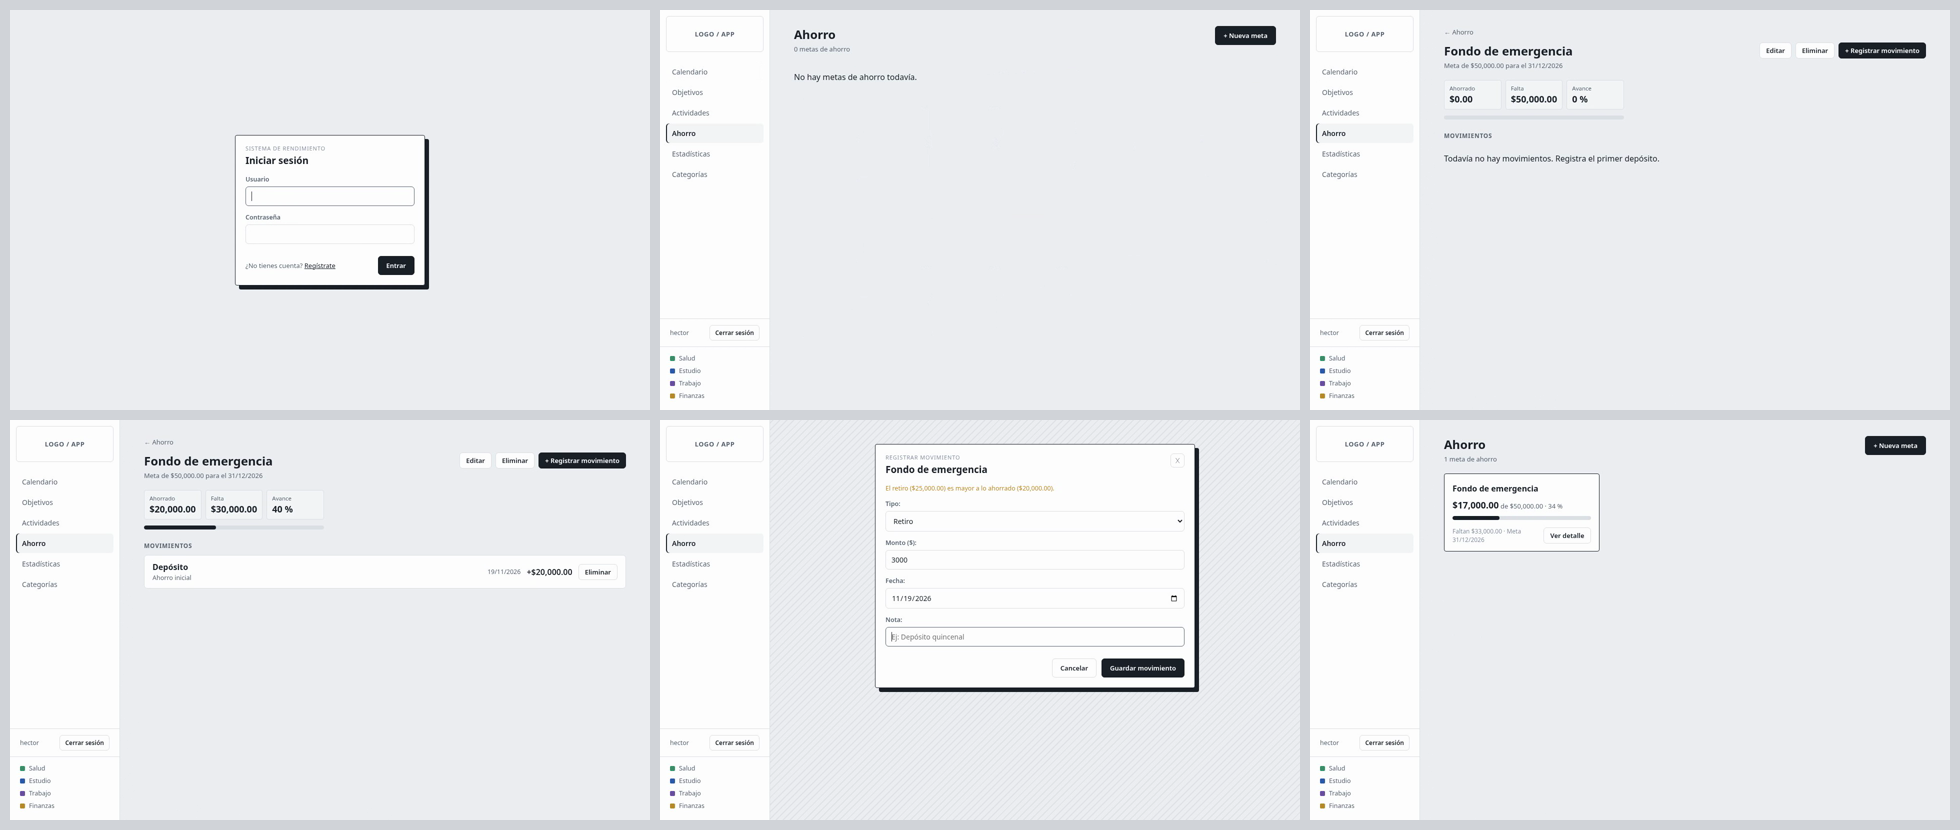 SISTEMA DE RENDIMIENTO
Iniciar sesión
Usuario
Contraseña
¿No tienes cuenta? Regístrate
Entrar
LOGO / APP
Calendario
Objetivos
Actividades
Ahorro
Estadísticas
Categorías
hector
Cerrar sesión
Salud
Estudio
Trabajo
Finanzas
Ahorro
0 metas de ahorro
+ Nueva meta
No hay metas de ahorro todavía.
LOGO / APP
Calendario
Objetivos
Actividades
Ahorro
Estadísticas
Categorías
hector
Cerrar sesión
Salud
Estudio
Trabajo
Finanzas
← Ahorro
Fondo de emergencia
Meta de $50,000.00 para el 31/12/2026
Editar
Eliminar
+ Registrar movimiento
Ahorrado
$0.00
Falta
$50,000.00
Avance
0 %
MOVIMIENTOS
Todavía no hay movimientos. Registra el primer depósito.
LOGO / APP
Calendario
Objetivos
Actividades
Ahorro
Estadísticas
Categorías
hector
Cerrar sesión
Salud
Estudio
Trabajo
Finanzas
← Ahorro
Fondo de emergencia
Meta de $50,000.00 para el 31/12/2026
Editar
Eliminar
+ Registrar movimiento
Ahorrado
$20,000.00
Falta
$30,000.00
Avance
40 %
MOVIMIENTOS
Depósito
Ahorro inicial
19/11/2026
+$20,000.00
Eliminar
LOGO / APP
Calendario
Objetivos
Actividades
Ahorro
Estadísticas
Categorías
hector
Cerrar sesión
Salud
Estudio
Trabajo
Finanzas
REGISTRAR MOVIMIENTO
Fondo de emergencia
X
El retiro ($25,000.00) es mayor a lo ahorrado ($20,000.00).
Tipo:
Retiro
Monto ($):
3000
Fecha:
11/19/2026
Nota:
Ej: Depósito quincenal
Cancelar
Guardar movimiento
LOGO / APP
Calendario
Objetivos
Actividades
Ahorro
Estadísticas
Categorías
hector
Cerrar sesión
Salud
Estudio
Trabajo
Finanzas
Ahorro
1 meta de ahorro
+ Nueva meta
Fondo de emergencia
$17,000.00 de $50,000.00 · 34 %
Faltan $33,000.00 · Meta
31/12/2026
Ver detalle